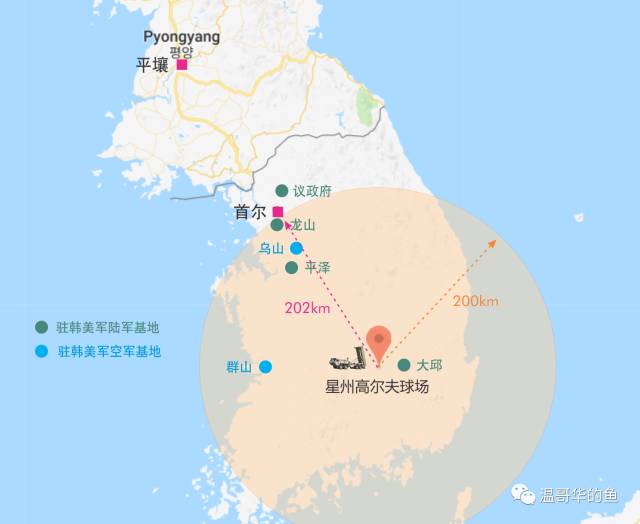 Pyongyang
평양
平壤
议政府
首尔
龙山
乌山
平泽
202km
200km
驻韩美军陆军基地
驻韩美军空军基地
群山
大邱
星州高尔夫球场
温哥华的鱼